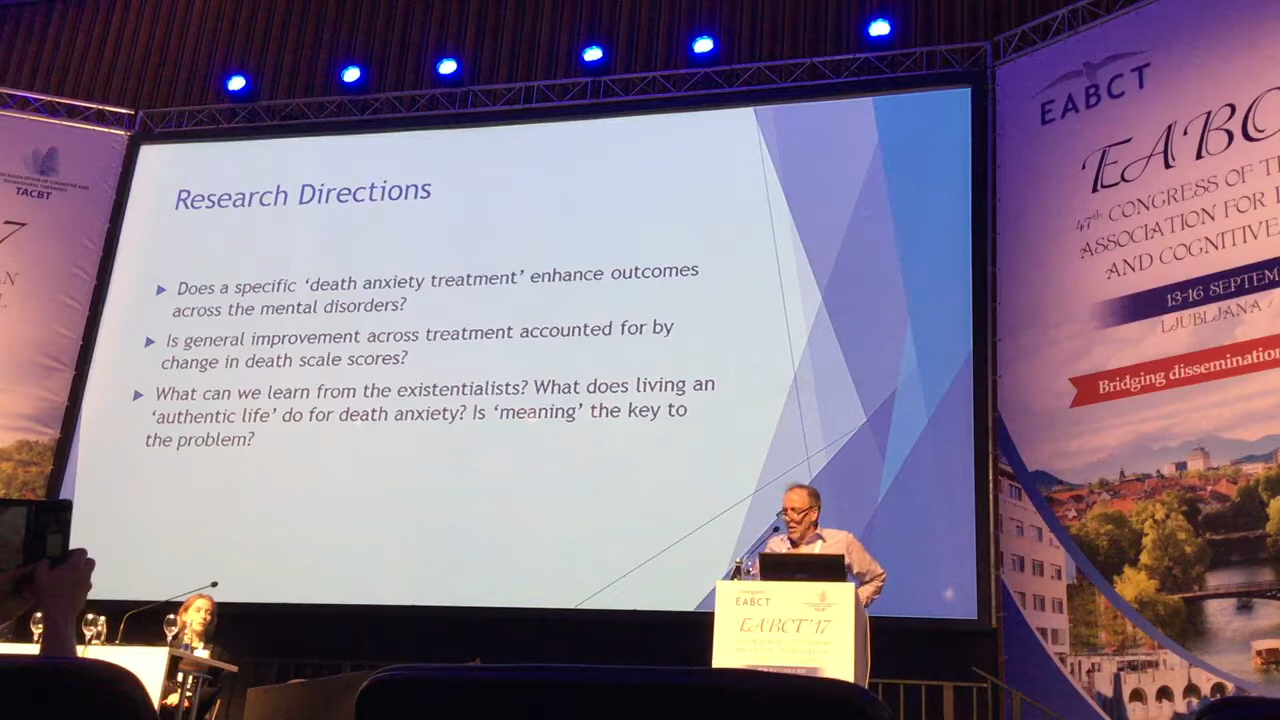 Research Directions
Does a specific ‘death anxiety treatment’ enhance outcomes
across the mental disorders?
Is general improvement across treatment accounted for by
change in death scale scores?
What can we learn from the existentialists? What does living an
‘authentic life’ do for death anxiety? Is ‘meaning’ the key to
the problem?
TACBT
7
EABCT
EABC
47th CONGRESS OF
ASSOCIATION FOR
AND COGNITIVE
13-16 SEPTEM
LJUBLJANA /
Bridging dissemination
EABCT
EABCT'17